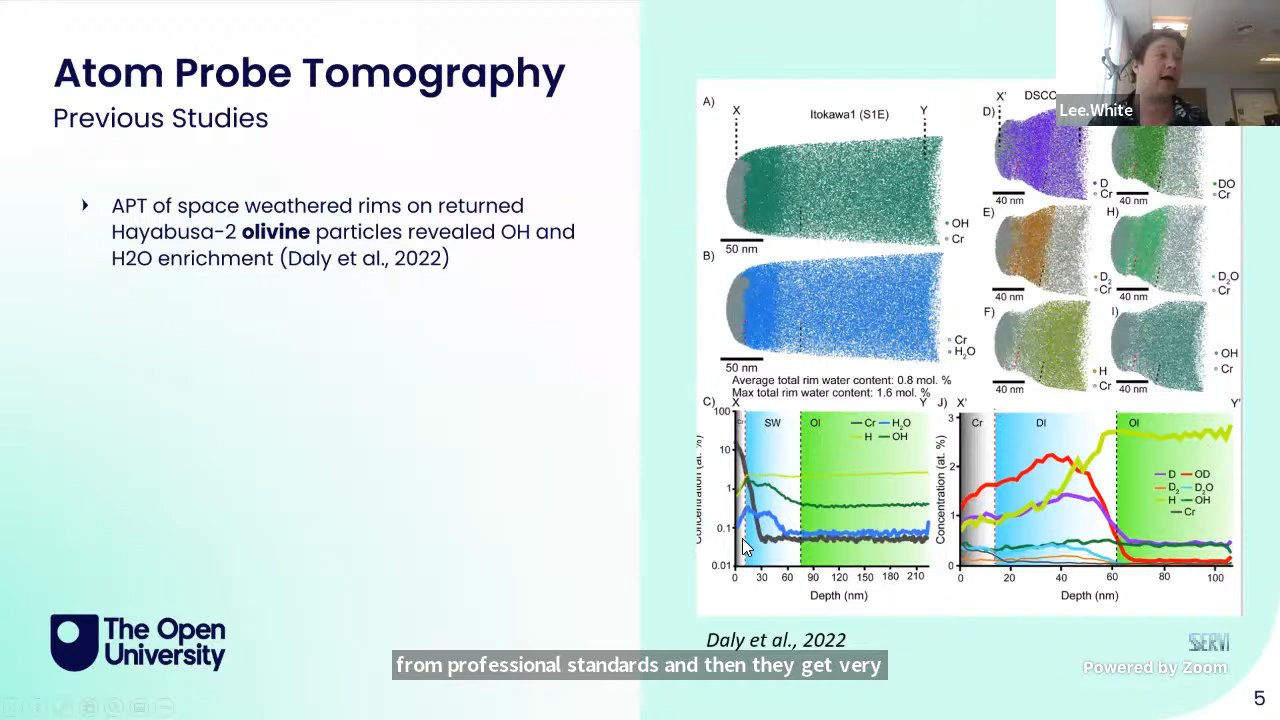 Atom Probe Tomography
Previous Studies
APT of space weathered rims on returned
Hayabusa-2 olivine particles revealed OH and
H2O enrichment (Daly et al., 2022)
The Open
University
A)
X
Itokawa1 (S1E)
Y
OH
Cr
50 nm
B)
Cr
H2O
50 nm
Average total rim water content: 0.8 mol. %
Max total rim water content: 1.6 mol. %
C)
X
Y
100
10
1
0.1
0.01
Concentration (at. %)
SW
OI
Cr
H2O
H
OH
0 30 60 90 120 150 180 210
Depth (nm)
X'
D)
D
Cr
40 nm
DO
Cr
40 nm
E)
D2
Cr
40 nm
H)
D2O
Cr
40 nm
F)
H
Cr
40 nm
I)
OH
Cr
40 nm
J)
X'
Y'
3
2
1
0
Concentration (at. %)
Cr
DI
OI
D
OD
D2
D2O
H
OH
Cr
0 20 40 60 80 100
Depth (nm)
Daly et al., 2022
Lee.White
from professional standards and then they get very
SERVI
Powered by Zoom
5